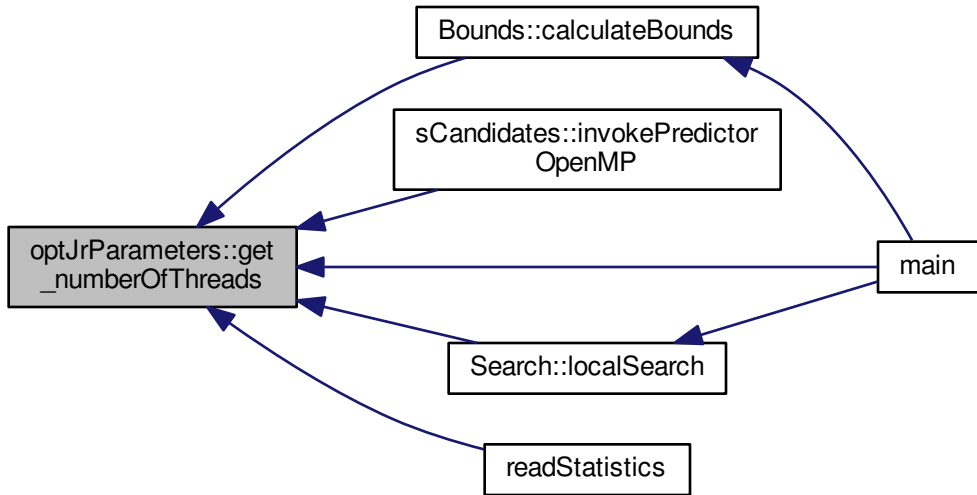 Bounds::calculateBounds
sCandidates::invokePredictor
OpenMP
optJrParameters::get
_numberOfThreads
main
Search::localSearch
readStatistics